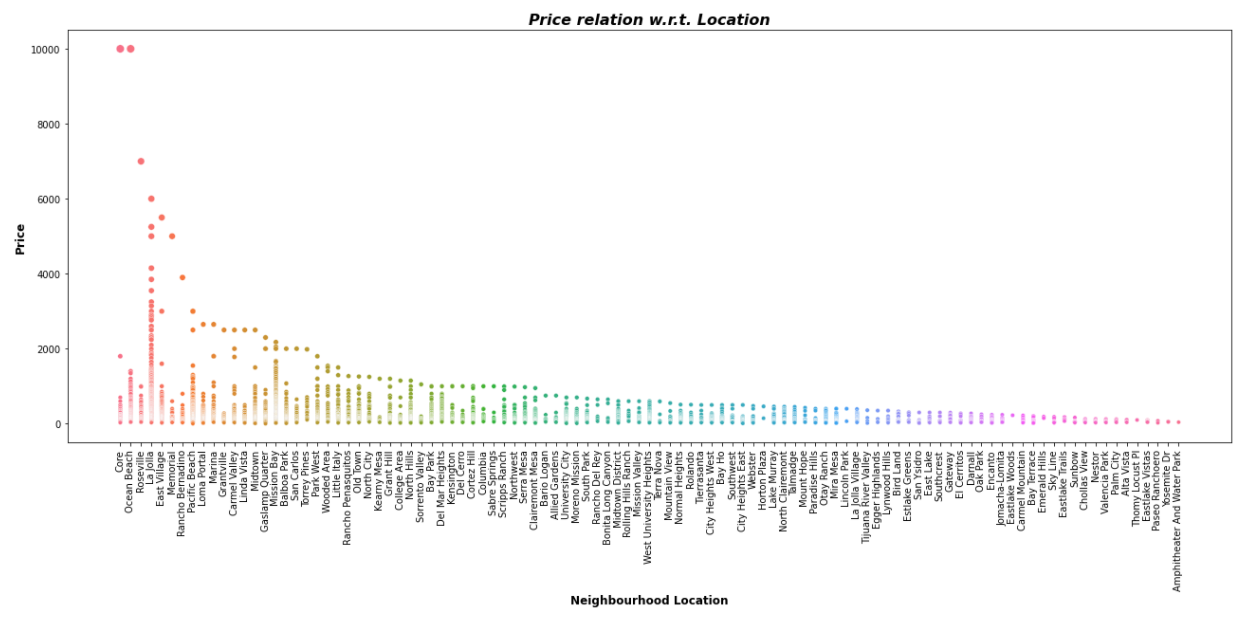 Price relation w.r.t. Location
Price
10000
8000
6000
4000
2000
0
Core
Ocean Beach
Roseville
La Jolla
East Village
Memorial
Rancho Bernadino
Pacific Beach
Loma Portal
Marina
Grantville
Carmel Valley
Linda Vista
Midtown
Gaslamp Quarter
Mission Bay
Balboa Park
San Carlos
Torrey Pines
Park West
Wooded Area
Little Italy
Rancho Penasquitos
Old Town
North City
Kearny Mesa
Grant Hill
College Area
North Hills
Sorrento Valley
Bay Park
Del Mar Heights
Kensington
Del Cerro
Cortez Hill
Columbia
Sabre Springs
Scripps Ranch
Northwest
Serra Mesa
Clairemont Mesa
Bario Logan
Allied Gardens
University City
Moreno Mission
South Park
Rancho Del Rey
Bonita Long Canyon
Midtown District
Rolling Hills Ranch
Mission Valley
West University Heights
Terra Nova
Mountain View
Normal Heights
Rolando
Tierrasanta
City Heights West
Bay Ho
Southwest
City Heights East
Webster
Horton Plaza
Lake Murray
North Clairemont
Talmadge
Mount Hope
Paradise Hills
Otay Ranch
Mira Mesa
Lincoln Park
La Jolla Village
Tijuana River Valley
Egger Highlands
Lynwood Hills
Bird Land
Estlake Greens
San Ysidro
East Lake
Southcrest
Gateway
El Cerritos
Jamall
Oak Park
Encanto
Jomacha-Lomita
Eastlake Woods
Carmel Mountain
Bay Terrace
Emerald Hills
Sky Line
Eastlake Trails
Sunbow
Chollas View
Nestor
Valencia Park
Palm City
Alta Vista
Thorny Locust Pl
Eastlake Vistas
Paseo Ranchoero
Yosemite Dr
Amphitheater And Water Park
Neighbourhood Location